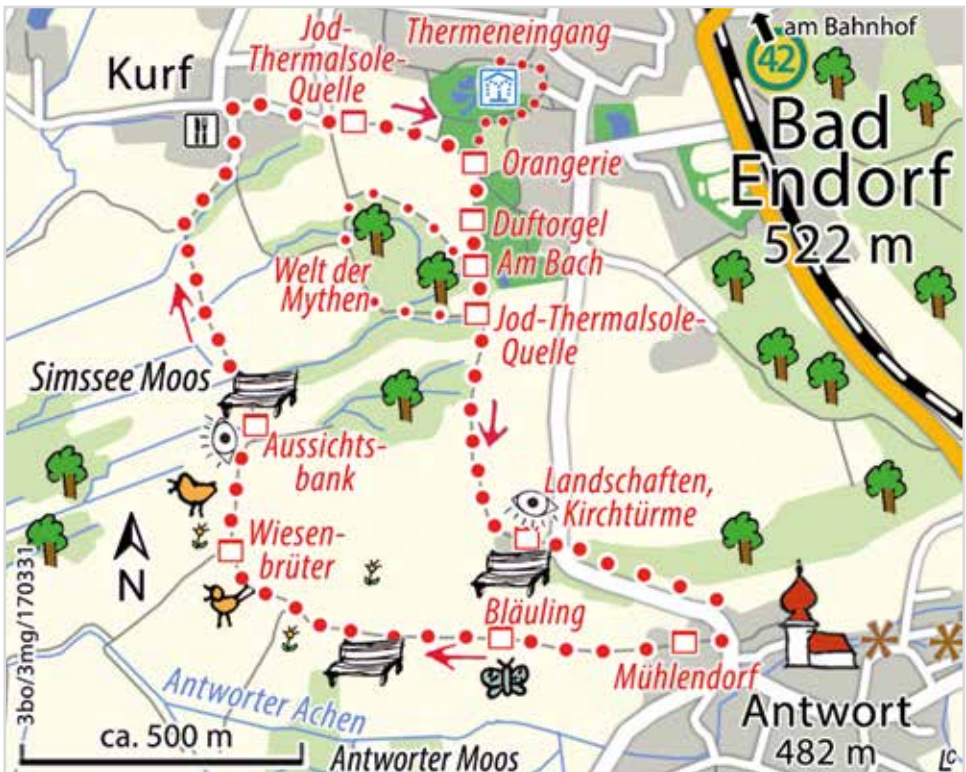 Jod-
Thermalsole-
Quelle
Thermeneingang
am Bahnhof
42
Kurf
Bad
Endorf
522 m
Orangerie
Duftorgel
Am Bach
Welt der
Mythen
Jod-Thermalsole-
Quelle
Simssee Moos
Aussichts-
bank
Landschaften,
Kirchtürme
Wiesen-
brüter
N
Bläuling
Mühlendorf
3bo/3mg/170331
Antworter Achen
ca. 500 m
Antworter Moos
Antwort
482 m
LC